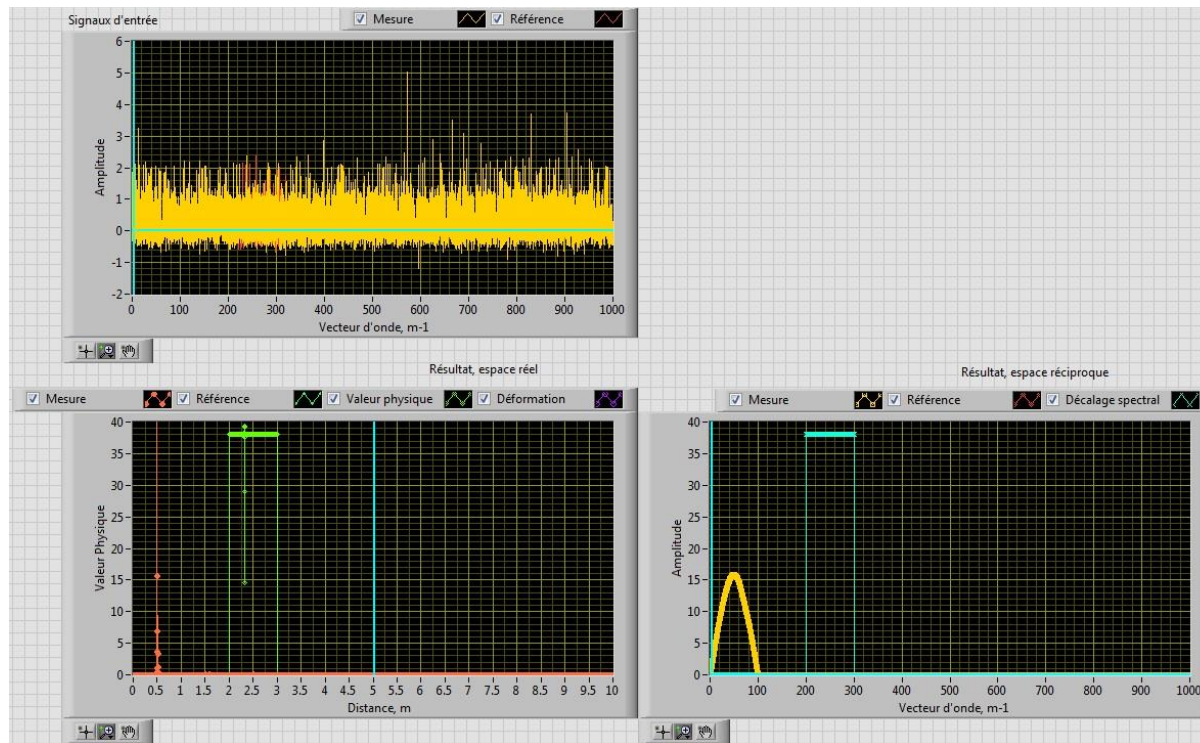 Signaux d'entrée
Mesure Référence
6
5
4
3
2
1
0
-1
-2
Amplitude
0 100 200 300 400 500 600 700 800 900 1000
Vecteur d'onde, m-1
Résultat, espace réel
Mesure Référence Valeur physique Déformation
40
35
30
25
20
15
10
5
0
Valeur Physique
0 0.5 1 1.5 2 2.5 3 3.5 4 4.5 5 5.5 6 6.5 7 7.5 8 8.5 9 9.5 10
Distance, m
Résultat, espace réciproque
Mesure Référence Décalage spectral
40
35
30
25
20
15
10
5
0
Amplitude
0 100 200 300 400 500 600 700 800 900 1000
Vecteur d'onde, m-1